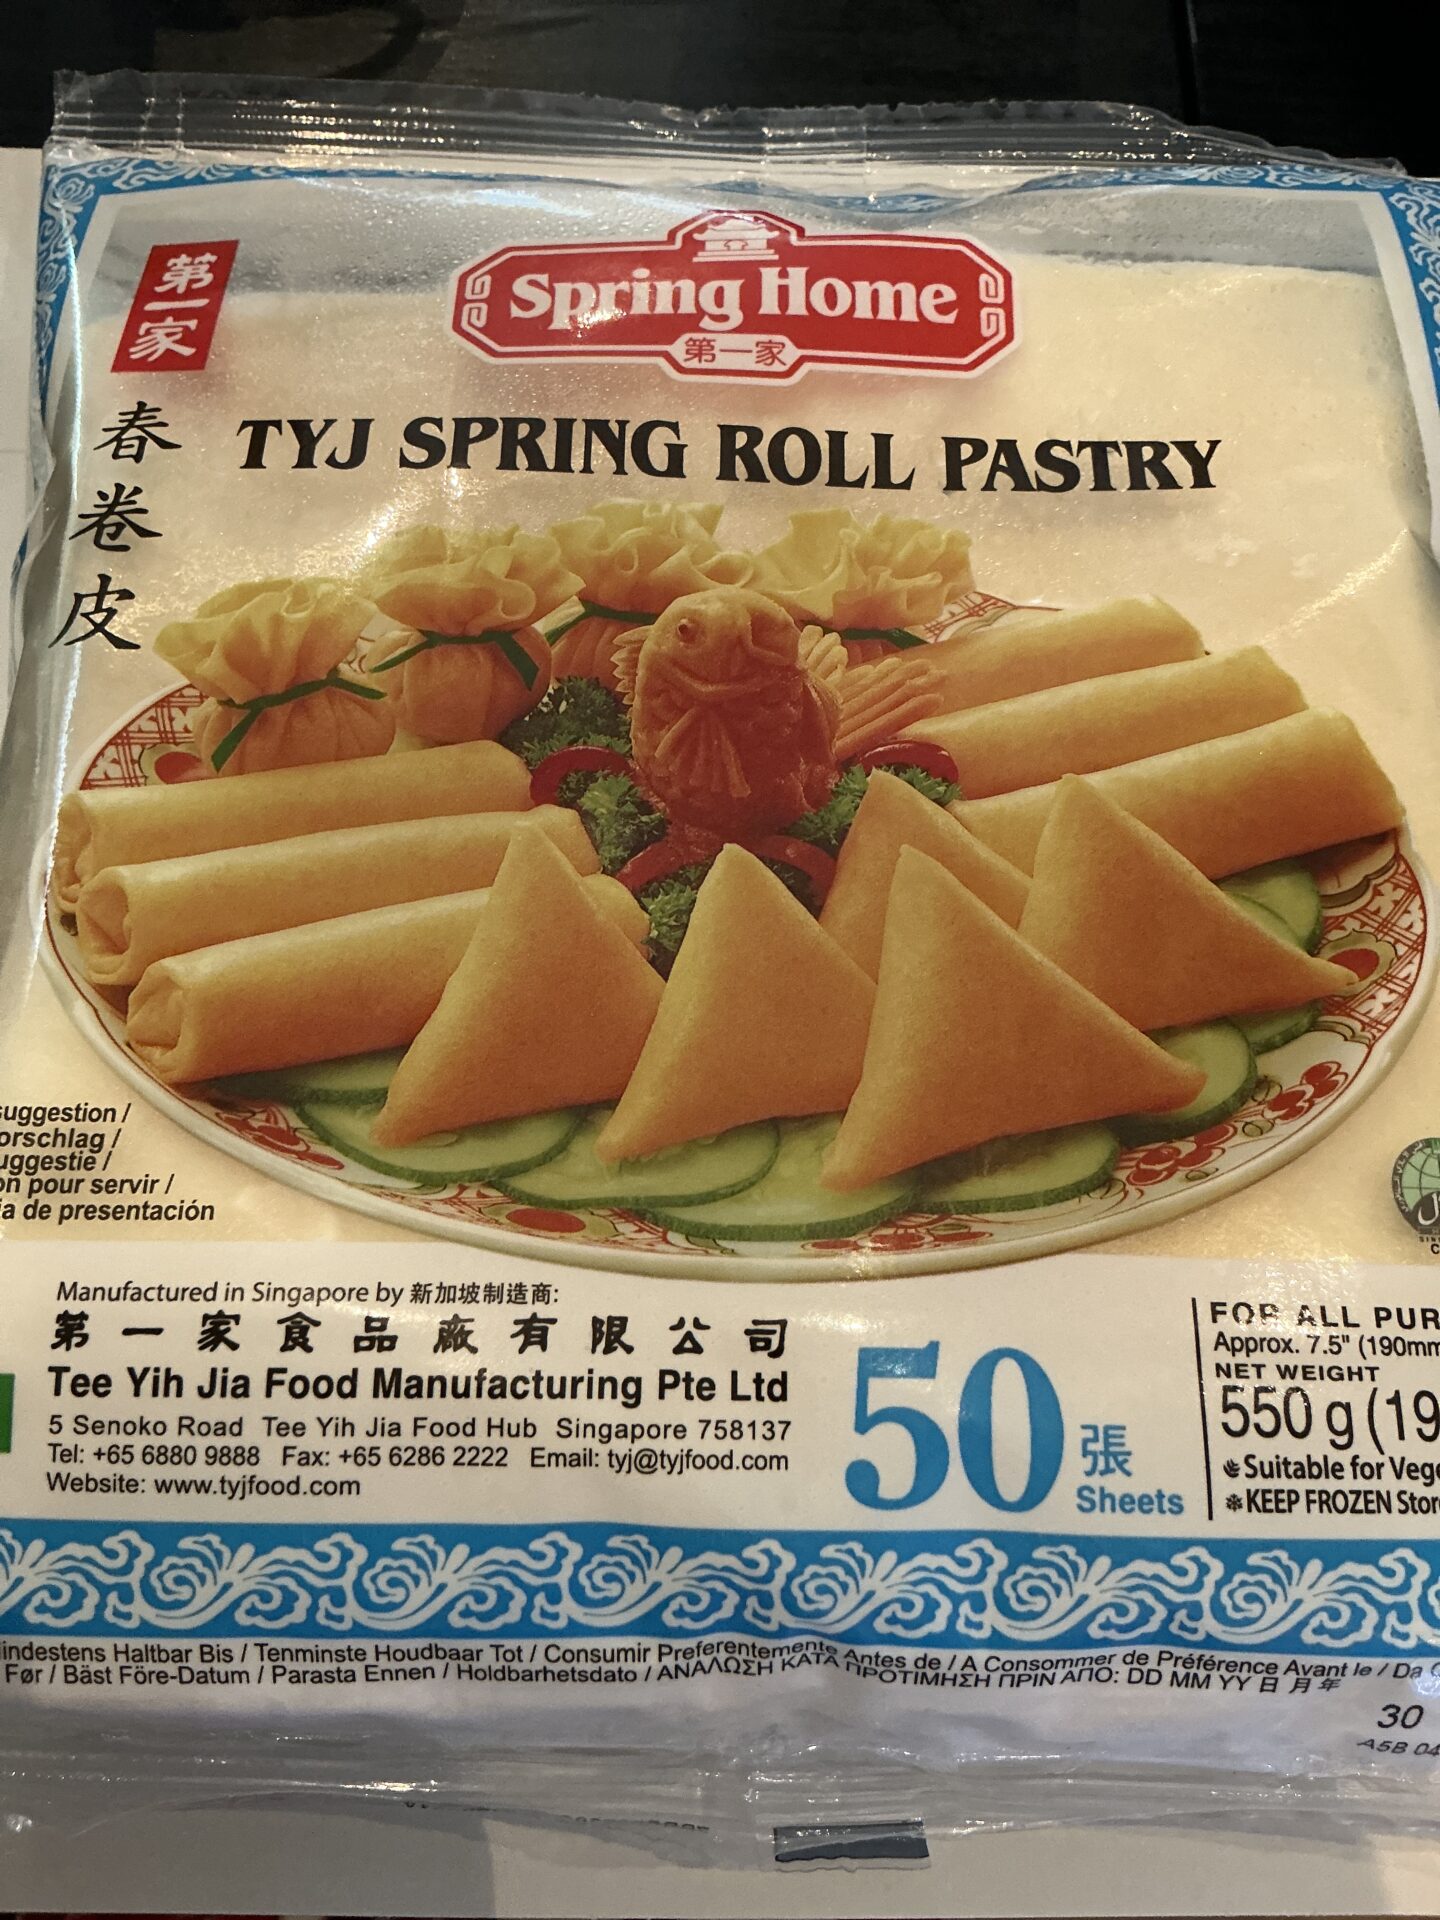 第一家
Spring Home
第一家
春卷皮
TYJ SPRING ROLL PASTRY
suggestion /
orschlag /
uggestie /
on pour servir /
ia de presentación
Manufactured in Singapore by 新加坡制造商:
第一家食品廠有限公司
Tee Yih Jia Food Manufacturing Pte Ltd
5 Senoko Road Tee Yih Jia Food Hub Singapore 758137
Tel: +65 6880 9888 Fax: +65 6286 2222 Email: tyj@tyjfood.com
Website: www.tyjfood.com
50 張
Sheets
FOR ALL PUR
Approx. 7.5" (190mm
NET WEIGHT
550 g (19
Suitable for Vege
KEEP FROZEN Stor
indestens Haltbar Bis / Tenminste Houdbaar Tot / Consumir Preferentemente Antes de / A Consommer de Préférence Avant le / Da
Før / Bäst Före-Datum / Parasta Ennen / Holdbarhetsdato / ΑΝΑΛΩΣΗ ΚΑΤΑ ΠΡΟΤΙΜΗΣΗ ΠΡΙΝ ΑΠΟ: DD MM YY 日 月 年
30
A5B 04